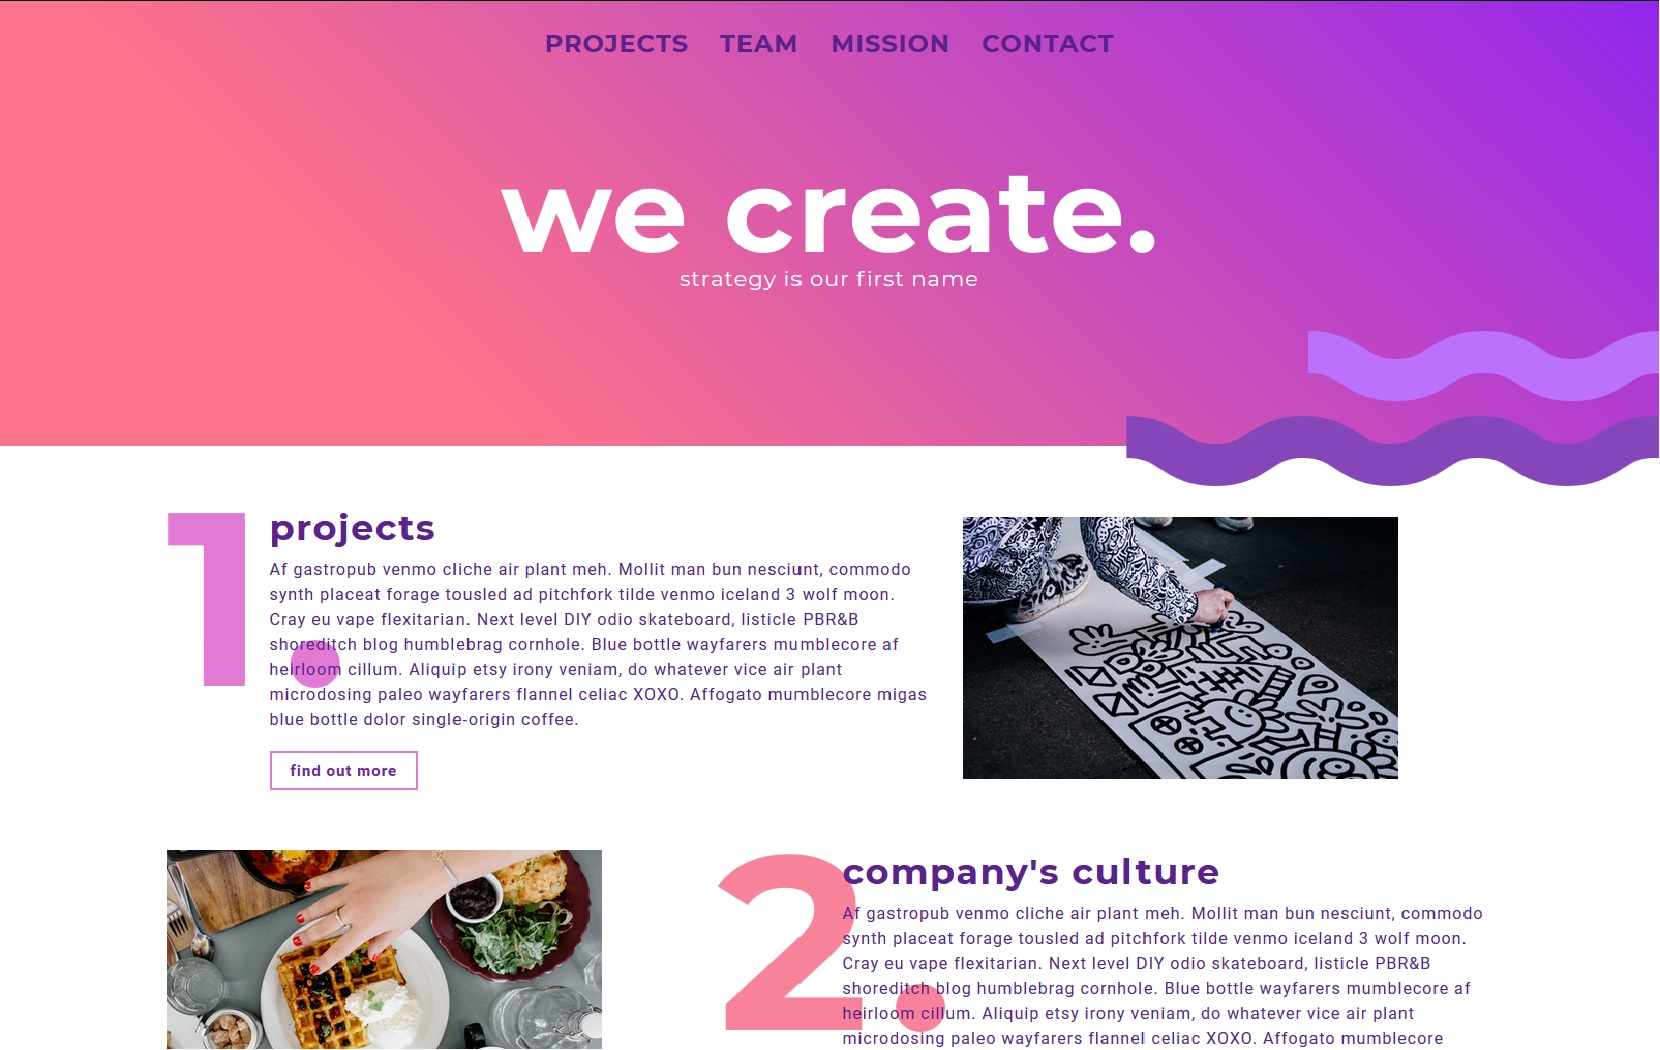 PROJECTS TEAM MISSION CONTACT
we create.
strategy is our first name
1.
projects
Af gastropub venmo cliche air plant meh. Mollit man bun nesciunt, commodo
synth placeat forage tousled ad pitchfork tilde venmo iceland 3 wolf moon.
Cray eu vape flexitarian. Next level DIY odio skateboard, listicle PBR&B
shoreditch blog humblebrag cornhole. Blue bottle wayfarers mumblecore af
heirloom cillum. Aliquip etsy irony veniam, do whatever vice air plant
microdosing paleo wayfarers flannel celiac XOXO. Affogato mumblecore migas
blue bottle dolor single-origin coffee.
find out more
2.
company's culture
Af gastropub venmo cliche air plant meh. Mollit man bun nesciunt, commodo
synth placeat forage tousled ad pitchfork tilde venmo iceland 3 wolf moon.
Cray eu vape flexitarian. Next level DIY odio skateboard, listicle PBR&B
shoreditch blog humblebrag cornhole. Blue bottle wayfarers mumblecore af
heirloom cillum. Aliquip etsy irony veniam, do whatever vice air plant
microdosing paleo wayfarers flannel celiac XOXO. Affogato mumblecore